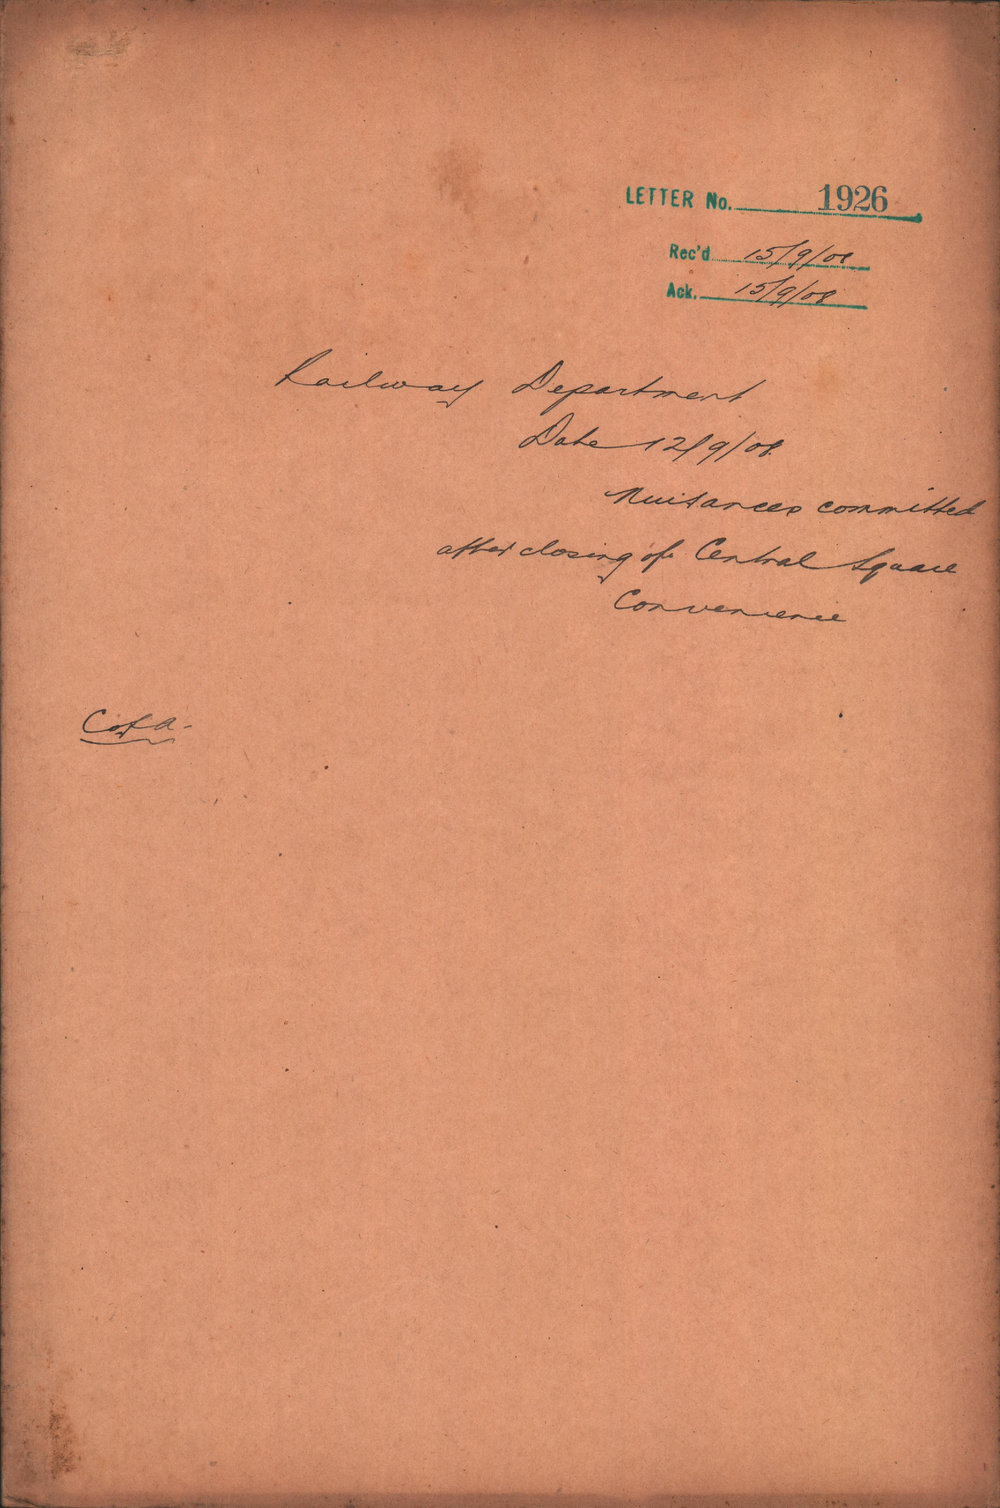 LETTER No. 1926
Rec'd 15/9/08
Ack. 15/9/08
Railway Department
Date 12/9/08.
Nuisances committed
after closing of Central Square
Convenience